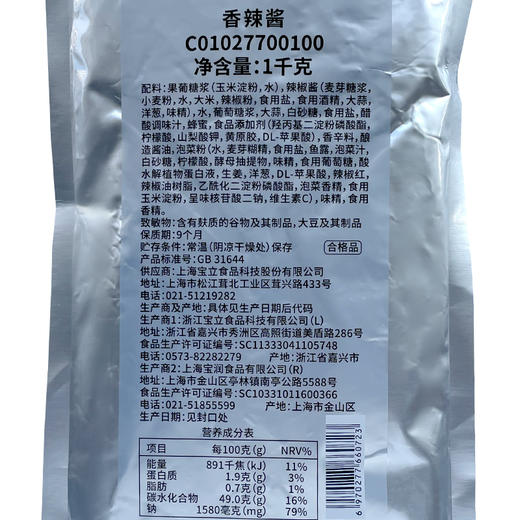 香辣酱
C01027700100
净含量:1千克
配料:果葡糖浆(玉米淀粉,水),辣椒酱(麦芽糖浆,
小麦粉,水,大米,辣椒粉,食用盐,食用酒精,大蒜,
洋葱,味精),水,葡萄糖浆,大蒜,白砂糖,食用盐,醋
酸调味汁,蜂蜜,食品添加剂(羟丙基二淀粉磷酸酯,
柠檬酸,山梨酸钾,黄原胶,DL-苹果酸),香辛料,酿
造酱油,泡菜粉(水,麦芽糊精,食用盐,鱼露,泡菜汁,
白砂糖,柠檬酸,酵母抽提物,味精,食用葡萄糖,酸
水解植物蛋白液,生姜,洋葱,DL-苹果酸,辣椒红,
辣椒油树脂,乙酰化二淀粉磷酸酯,泡菜香精,食用
玉米淀粉,呈味核苷酸二钠,维生素C),味精,食用
香精。
致敏物:含有麸质的谷物及其制品,大豆及其制品
保质期:9个月
贮存条件:常温(阴凉干燥处)保存 合格品
产品标准号:GB 31644
供应商:上海宝立食品科技股份有限公司
地址:上海市松江茸北工业区茸兴路433号
电话:021-51219282
生产商及产地:具体见生产日期后代码
生产商1:浙江宝立食品科技有限公司(L)
地址:浙江省嘉兴市秀洲区高照街道美盾路286号
食品生产许可证编号:SC11333041105748
电话:0573-82282279 产地:浙江省嘉兴市
生产商2:上海宝润食品有限公司(R)
地址:上海市金山区亭林镇南亭公路5588号
食品生产许可证编号:SC10331011600366
电话:021-51855599 产地:上海市金山区
生产日期:见封口处
营养成分表
项目 每100克(g) NRV%
能量 891千焦(kJ) 11%
蛋白质 1.9克(g) 3%
脂肪 0.7克(g) 1%
碳水化合物 49.0克(g) 16%
钠 1580毫克(mg) 79%
6970277660723